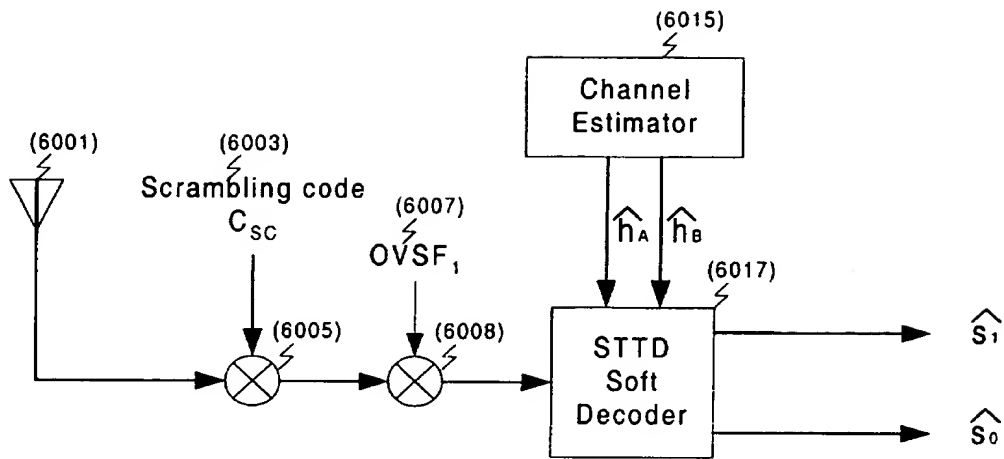 (6015)
Channel
Estimator
(6001)
(6003)
Scrambling code
C_SC
(6007)
OVSF_1
ĥ_A
ĥ_B
(6017)
(6005)
(6008)
STTD
Soft
Decoder
ŝ_1
ŝ_0